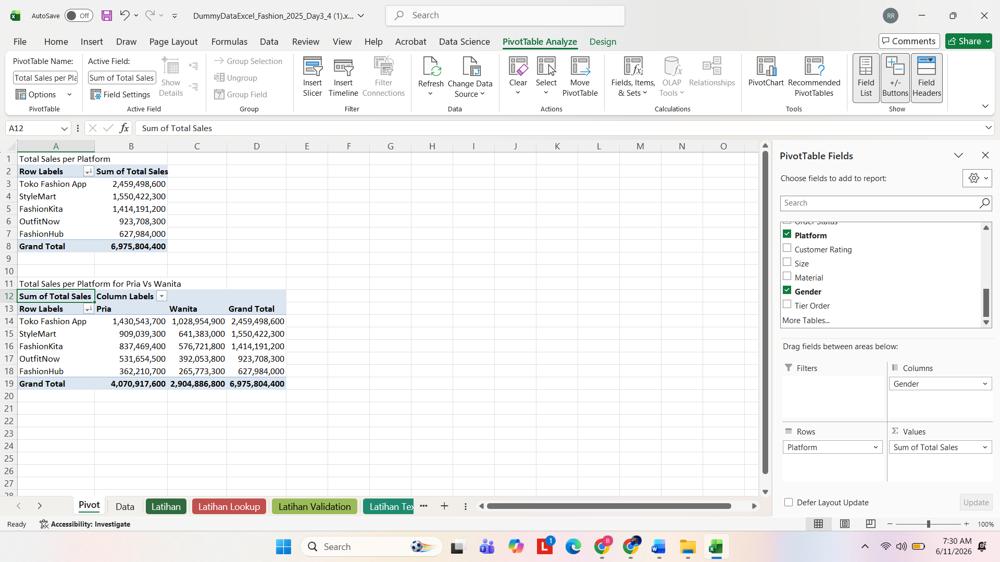 AutoSave Off DummyDataExcel_Fashion_2025_Day3_4 (1).x... Search RR
File Home Insert Draw Page Layout Formulas Data Review View Help Acrobat Data Science PivotTable Analyze Design Comments Share
PivotTable Name:
Total Sales per Pla
Options
PivotTable
Active Field:
Sum of Total Sales
Field Settings
Show Details
Active Field
Group Selection
Ungroup
Group Field
Group
Insert Slicer
Insert Timeline
Filter Connections
Filter
Refresh
Change Data Source
Data
Clear
Select
Move PivotTable
Actions
Fields, Items, & Sets
OLAP Tools
Relationships
Calculations
PivotChart
Recommended PivotTables
Tools
Field List
+/- Buttons
Field Headers
Show
A12 fx Sum of Total Sales
A B C D E F G H I J K L M N O
1 Total Sales per Platform
2 Row Labels Sum of Total Sales
3 Toko Fashion App 2,459,498,600
4 StyleMart 1,550,422,300
5 FashionKita 1,414,191,200
6 OutfitNow 923,708,300
7 FashionHub 627,984,000
8 Grand Total 6,975,804,400
9
10
11 Total Sales per Platform for Pria Vs Wanita
12 Sum of Total Sales Column Labels
13 Row Labels Pria Wanita Grand Total
14 Toko Fashion App 1,430,543,700 1,028,954,900 2,459,498,600
15 StyleMart 909,039,300 641,383,000 1,550,422,300
16 FashionKita 837,469,400 576,721,800 1,414,191,200
17 OutfitNow 531,654,500 392,053,800 923,708,300
18 FashionHub 362,210,700 265,773,300 627,984,000
19 Grand Total 4,070,917,600 2,904,886,800 6,975,804,400
20
21
22
23
24
25
26
27
28
PivotTable Fields
Choose fields to add to report:
Search
Order Status
Platform
Customer Rating
Size
Material
Gender
Tier Order
More Tables...
Drag fields between areas below:
Filters
Columns
Gender
Rows
Platform
Values
Sum of Total Sales
Defer Layout Update Update
Pivot Data Latihan Latihan Lookup Latihan Validation Latihan Tex ...
Ready Accessibility: Investigate 100%
Search 1 B 7:30 AM
6/11/2026